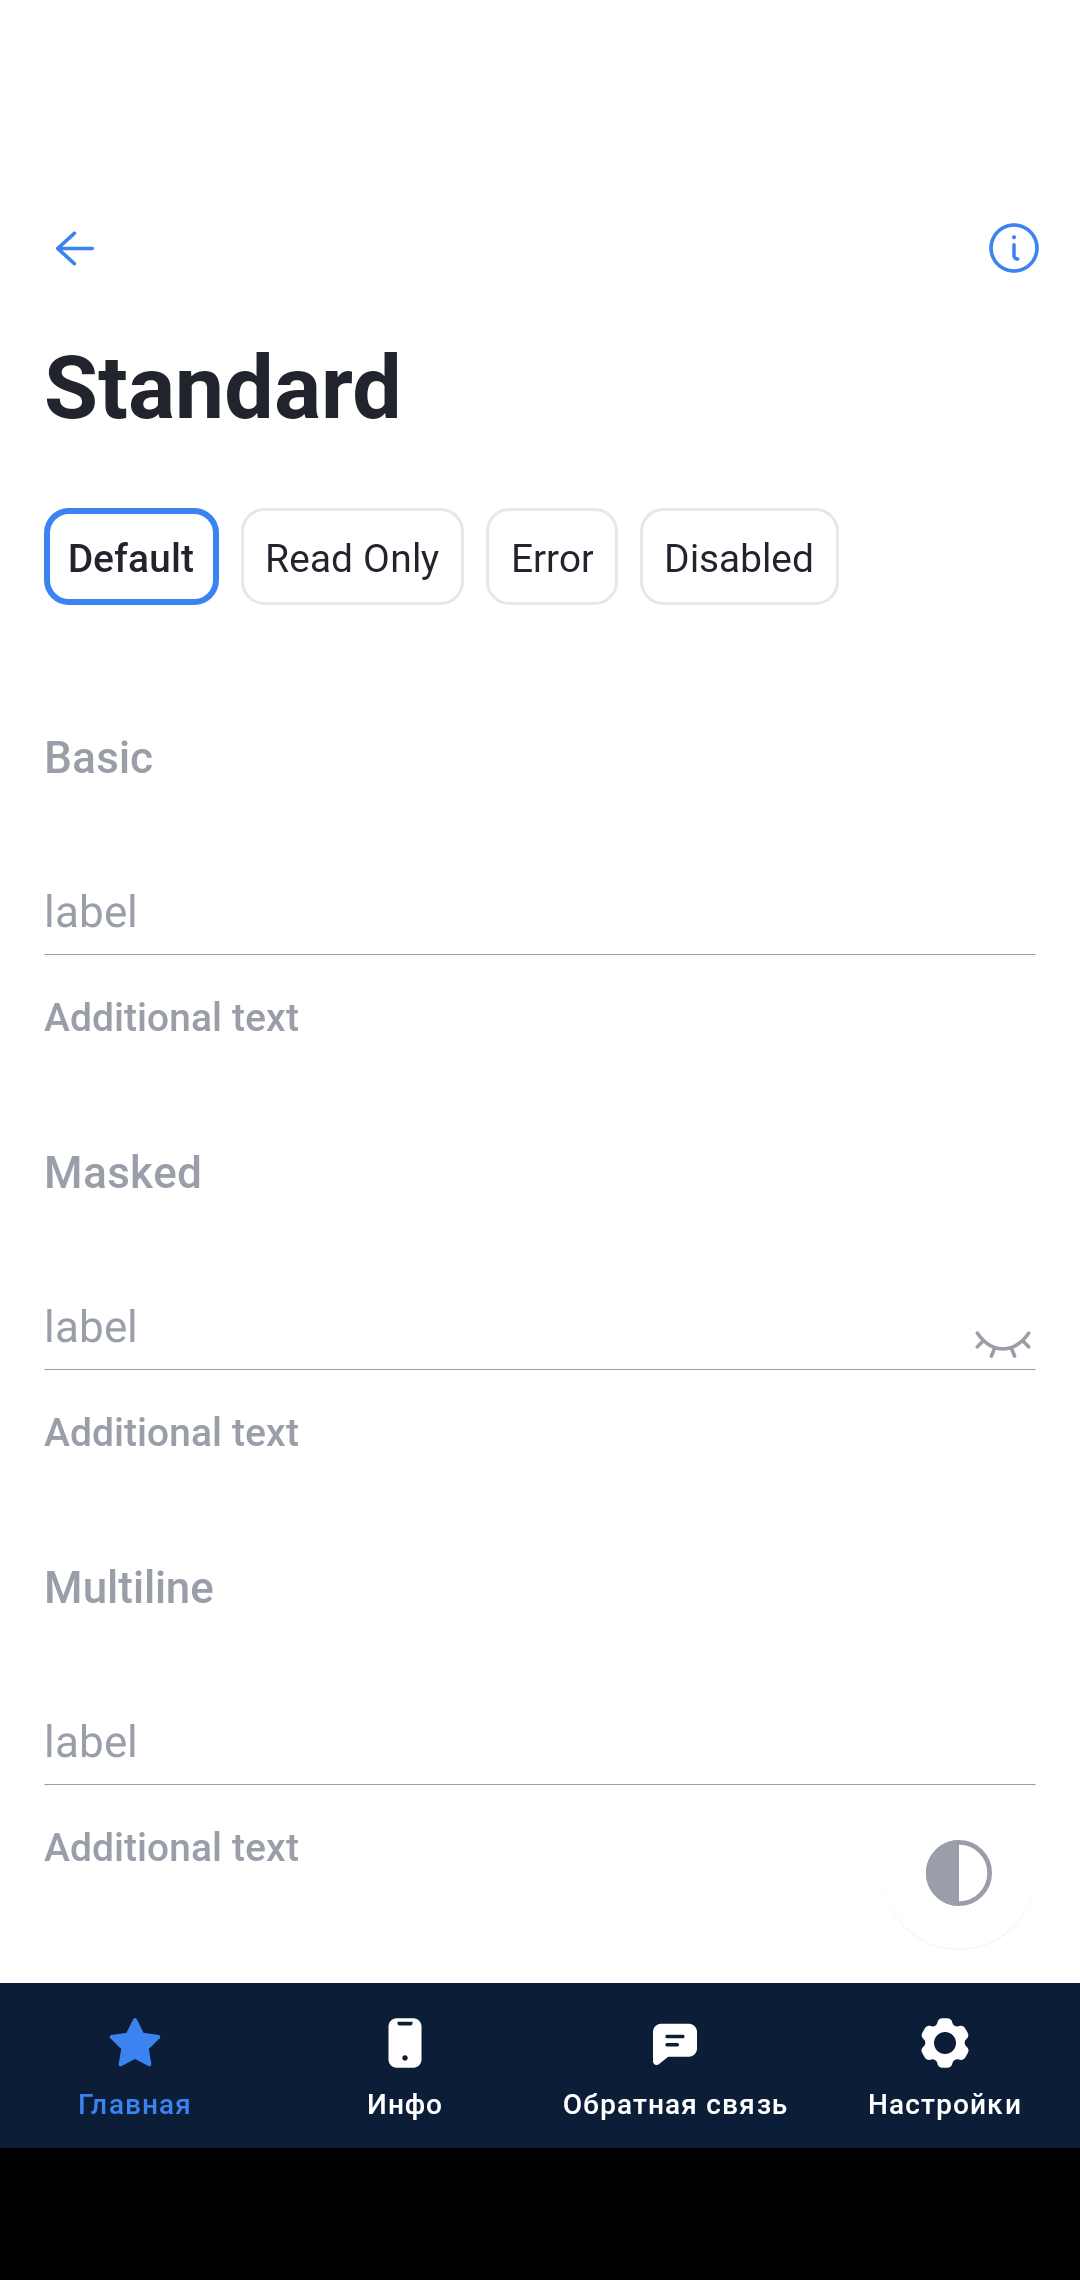 Standard
Default Read Only Error Disabled
Basic
label
Additional text
Masked
label
Additional text
Multiline
label
Additional text
Главная Инфо Обратная связь Настройки